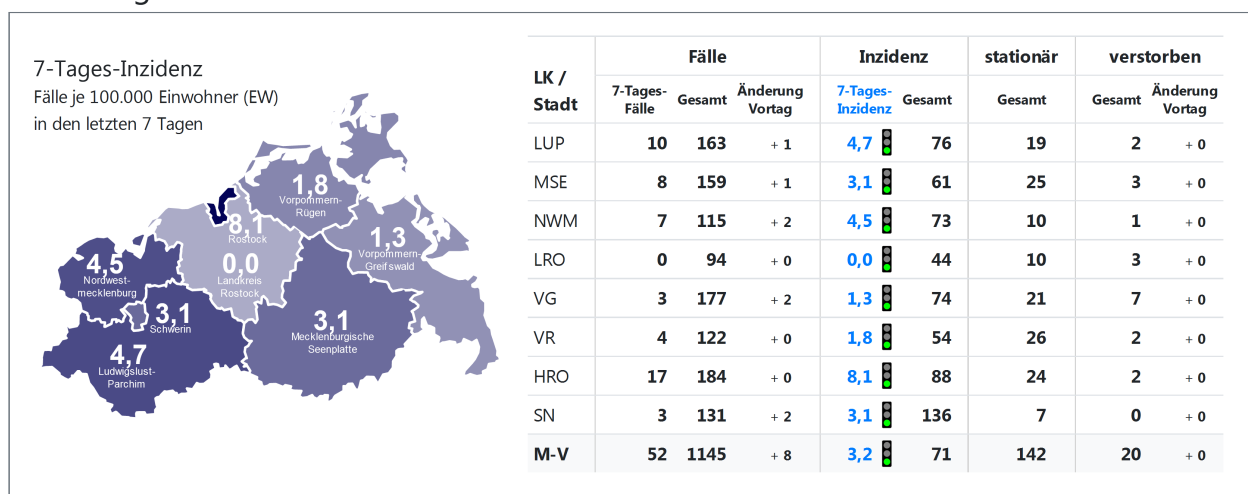 7-Tages-Inzidenz
Fälle je 100.000 Einwohner (EW)
in den letzten 7 Tagen
1,8
Vorpommern-
Rügen
8,1
Rostock
1,3
Vorpommern-
Greifswald
4,5
Nordwest-
mecklenburg
0,0
Landkreis
Rostock
3,1
Schwerin
3,1
Mecklenburgische
Seenplatte
4,7
Ludwigslust-
Parchim
LK / Stadt Fälle Inzidenz stationär verstorben
7-Tages-Fälle Gesamt Änderung Vortag 7-Tages-Inzidenz Gesamt Gesamt Gesamt Änderung Vortag
LUP 10 163 + 1 4,7 76 19 2 + 0
MSE 8 159 + 1 3,1 61 25 3 + 0
NWM 7 115 + 2 4,5 73 10 1 + 0
LRO 0 94 + 0 0,0 44 10 3 + 0
VG 3 177 + 2 1,3 74 21 7 + 0
VR 4 122 + 0 1,8 54 26 2 + 0
HRO 17 184 + 0 8,1 88 24 2 + 0
SN 3 131 + 2 3,1 136 7 0 + 0
M-V 52 1145 + 8 3,2 71 142 20 + 0